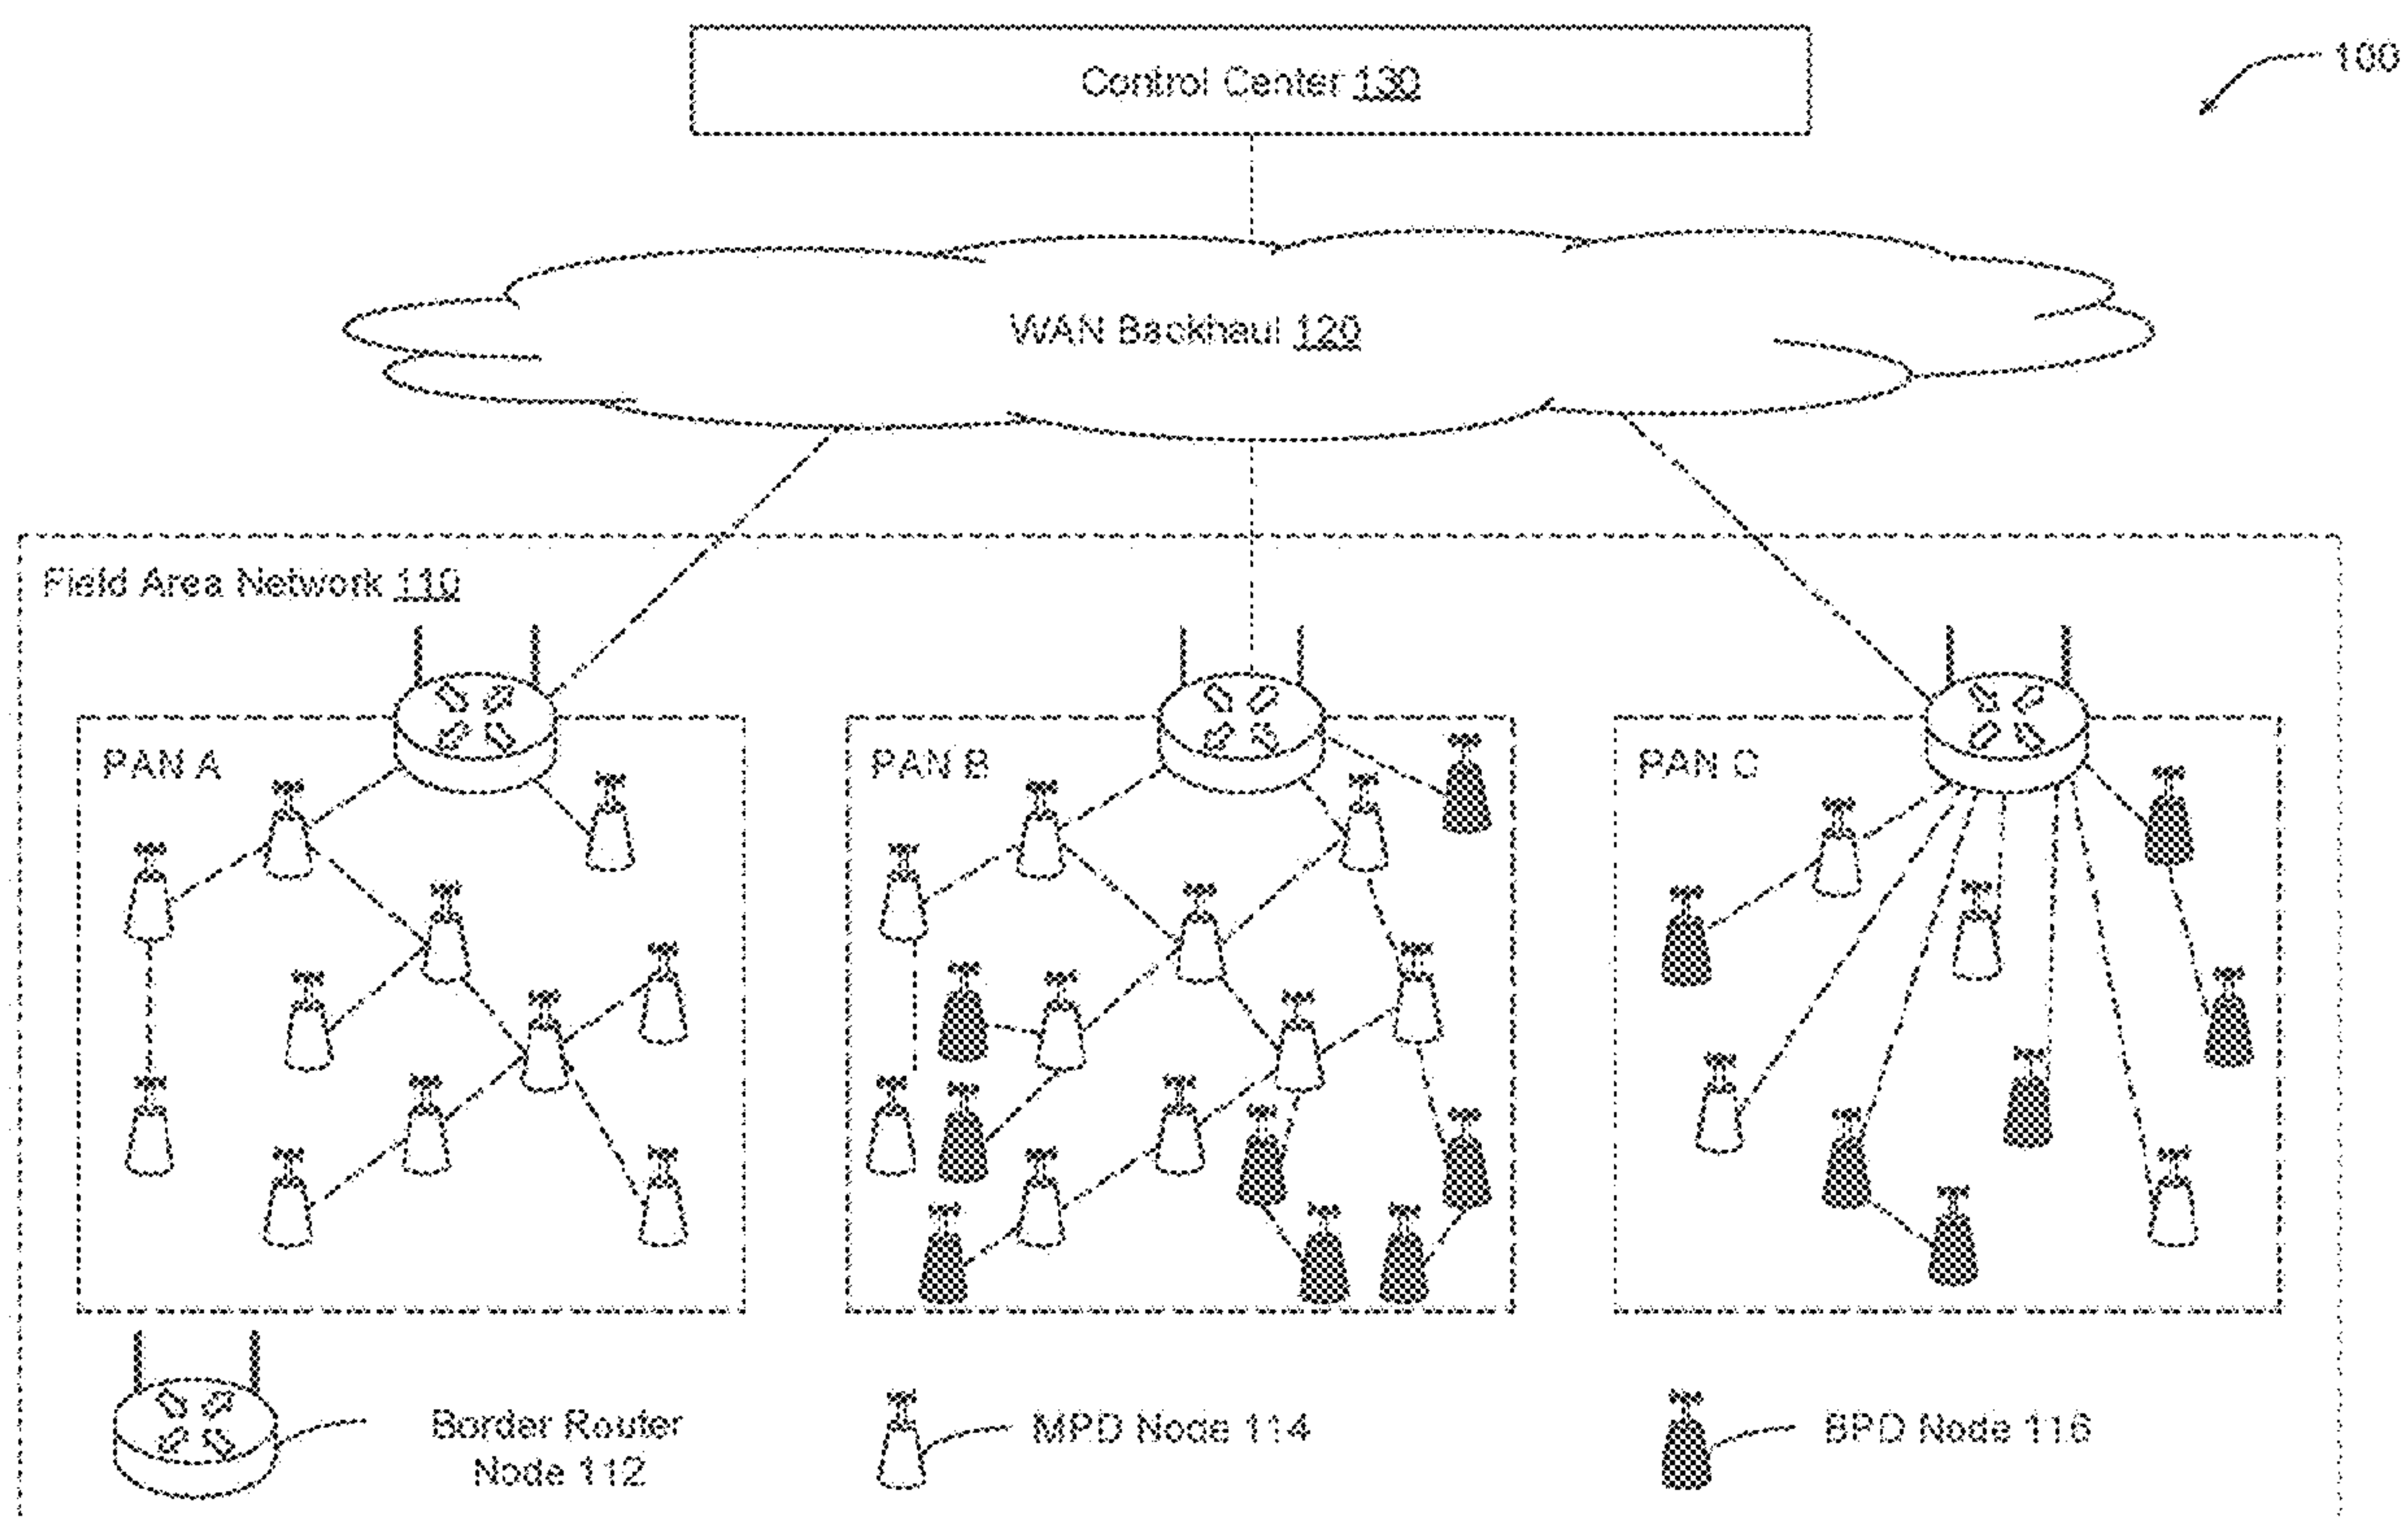 Control Center 130
100
WAN Backhaul 120
Field Area Network 110
PAN A
PAN B
PAN C
Border Router
Node 112
MPD Node 114
BPD Node 116